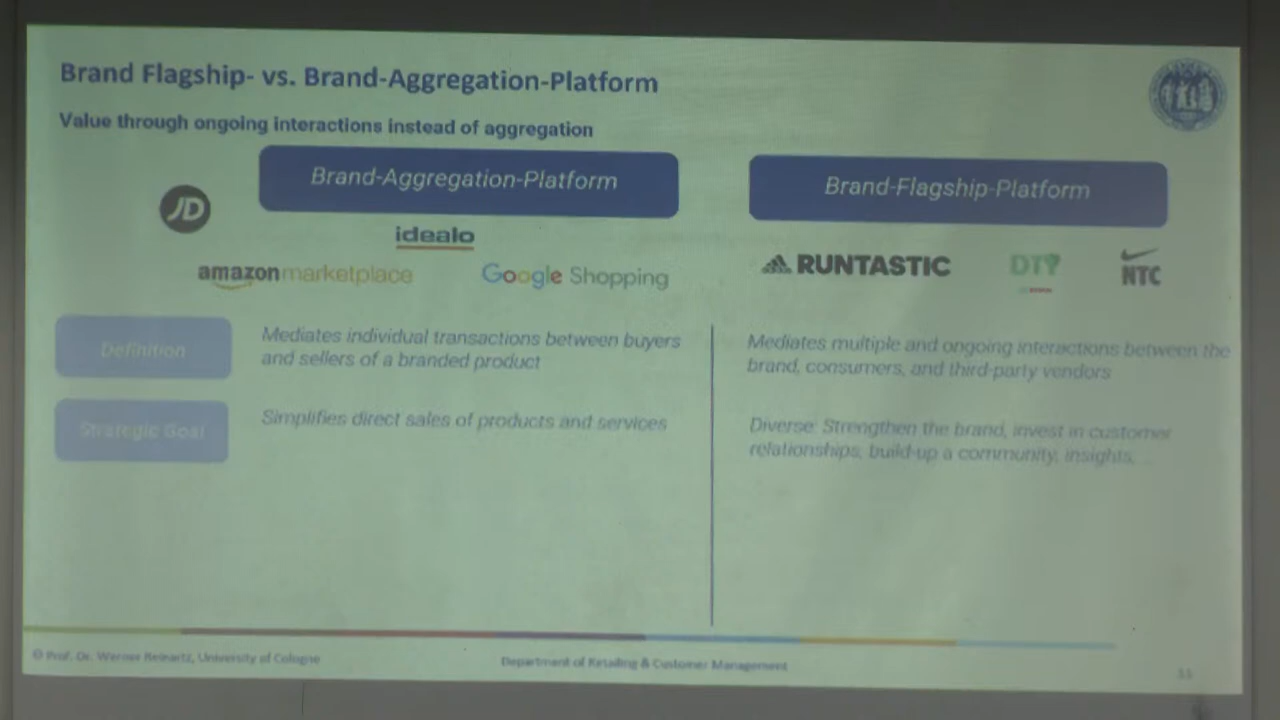 Brand Flagship- vs. Brand-Aggregation-Platform
Value through ongoing interactions instead of aggregation
Brand-Aggregation-Platform
Brand-Flagship-Platform
JD
idealo
amazonmarketplace
Google Shopping
RUNTASTIC
DTY
NTC
Definition
Mediates individual transactions between buyers
and sellers of a branded product
Mediates multiple and ongoing interactions between the
brand, consumers, and third-party vendors
Strategic Goal
Simplifies direct sales of products and services
Diverse: Strengthen the brand, invest in customer
relationships, build-up a community, insights...
© Prof. Dr. Werner Reinartz, University of Cologne
Department of Retailing & Customer Management